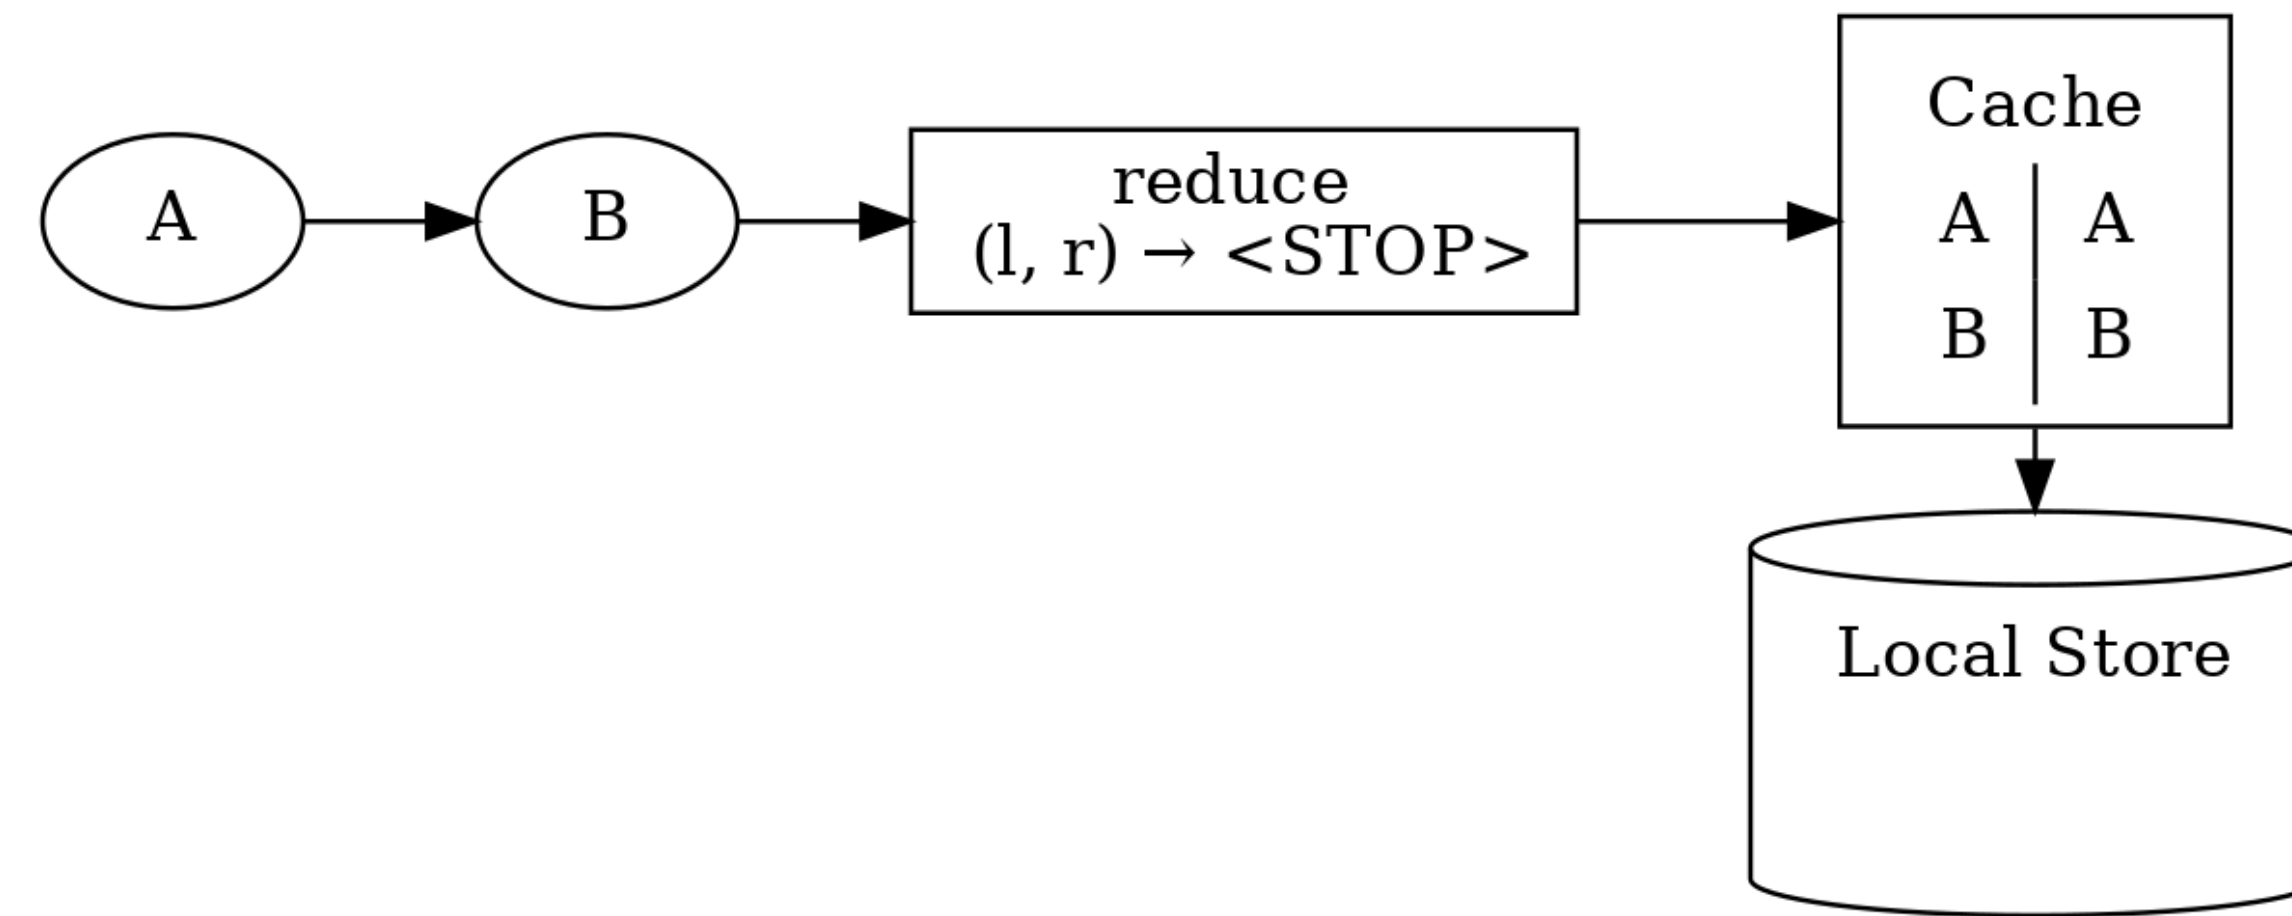 A
B
reduce
(l, r) → <STOP>
Cache
A A
B B
Local Store